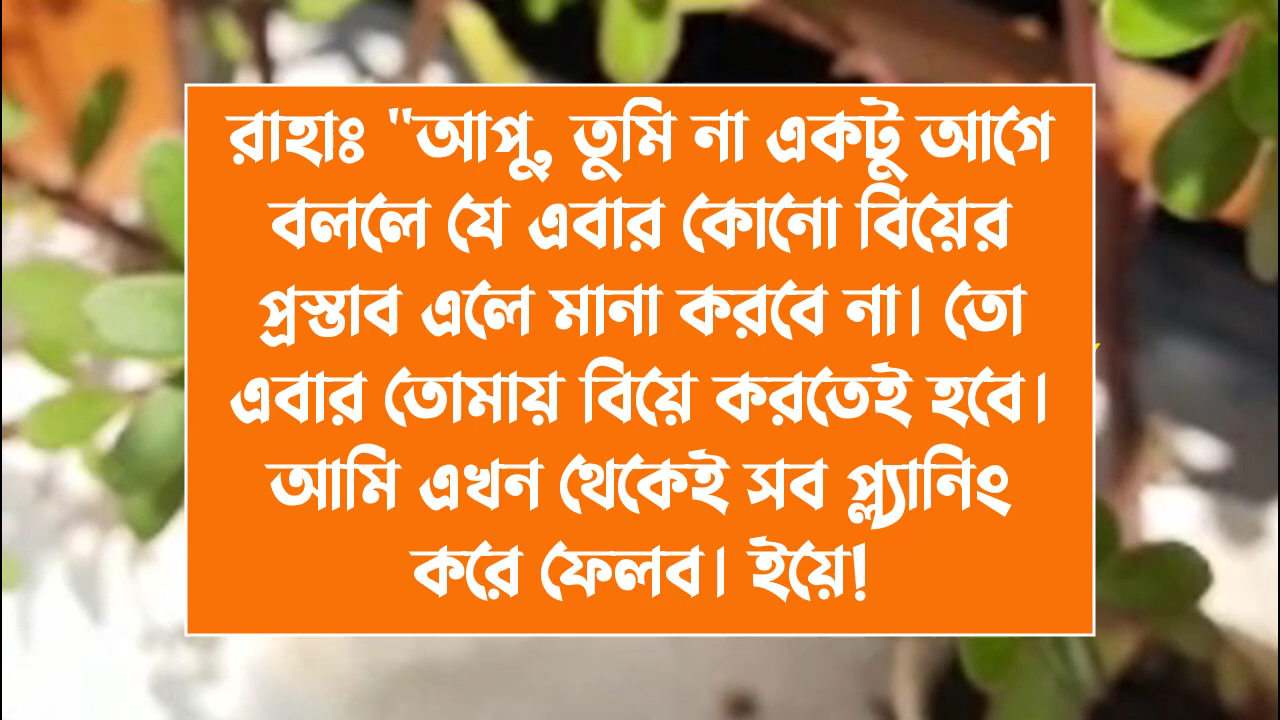 রাহাঃ "আপু, তুমি না একটু আগে
বললে যে এবার কোনো বিয়ের
প্রস্তাব এলে মানা করবে না। তো
এবার তোমায় বিয়ে করতেই হবে।
আমি এখন থেকেই সব প্ল্যানিং
করে ফেলব। ইয়ে!